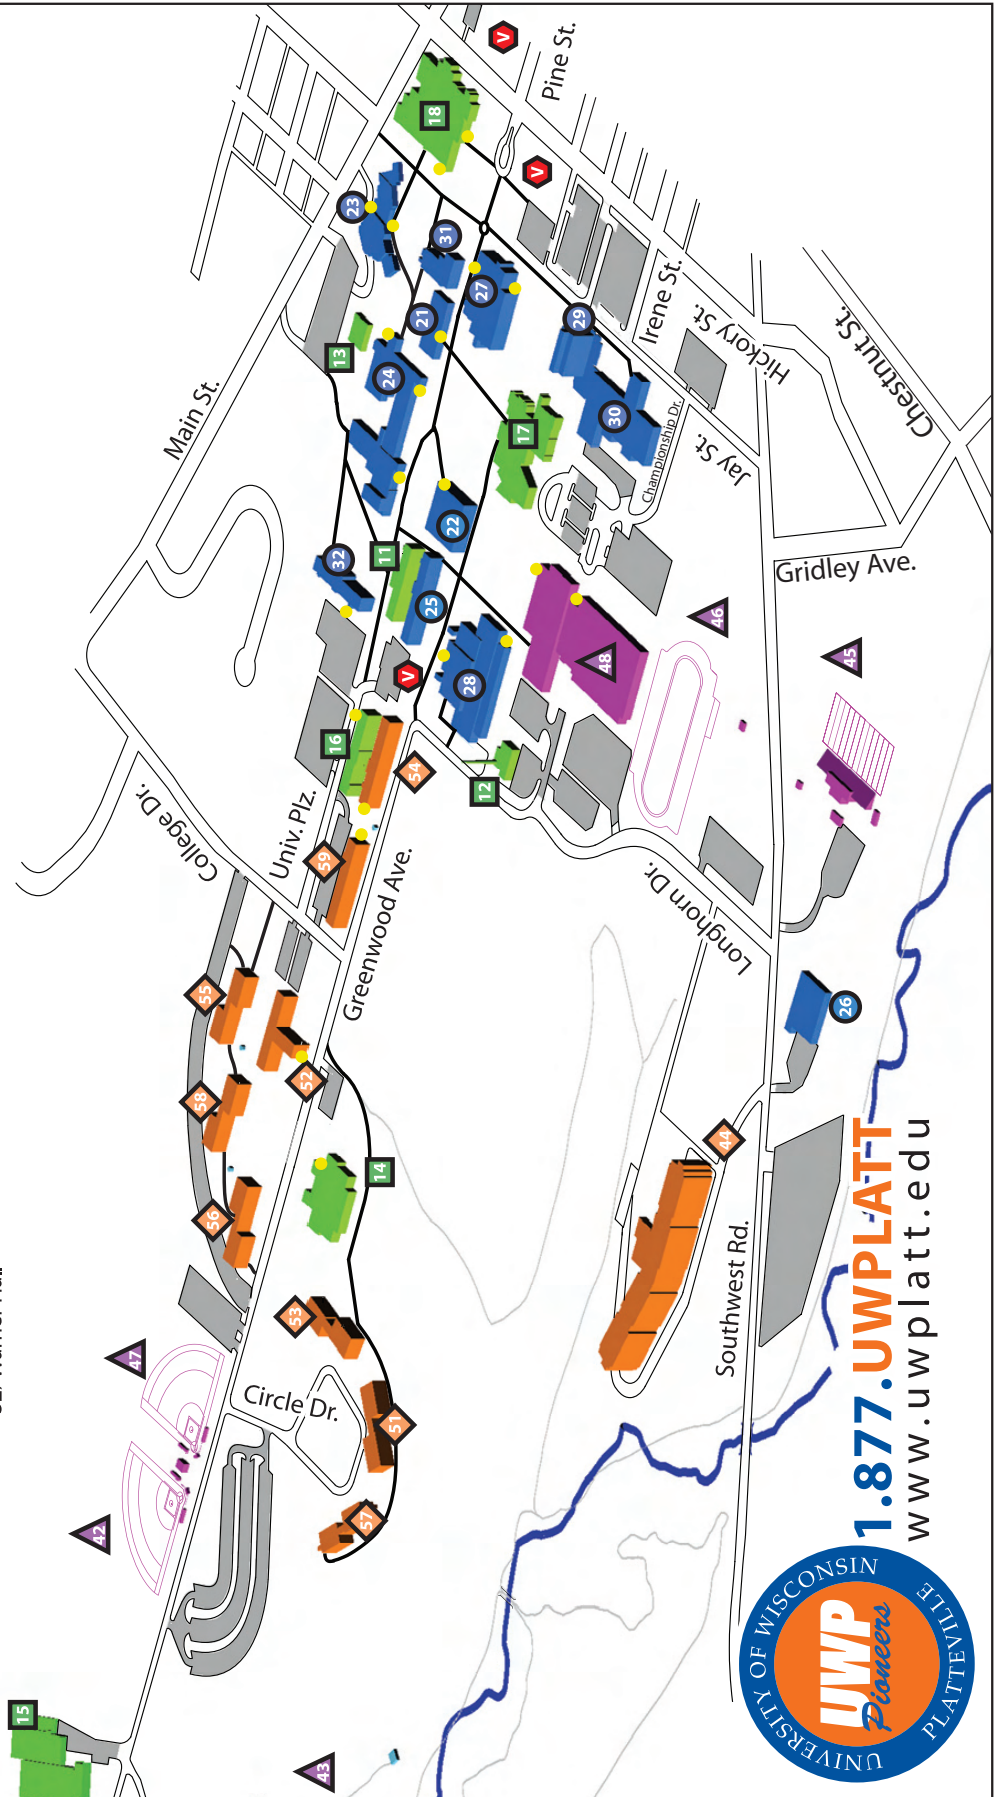 15
43
42
47
57
51
Circle Dr.
53
56
58
55
52
14
Greenwood Ave.
College Dr.
Univ. Plz.
59
16
54
12
V
28
25
11
32
22
Main St.
13
24
21
23
31
27
18
V
V
Pine St.
29
30
17
Irene St.
Hickory St.
Championship Dr.
Jay St.
Chestnut St.
Gridley Ave.
48
46
45
Longhorn Dr.
26
44
Southwest Rd.
UNIVERSITY OF WISCONSIN
PLATTEVILLE
UWP
Pioneers
1.877.UWPLATT
www.uwplatt.edu